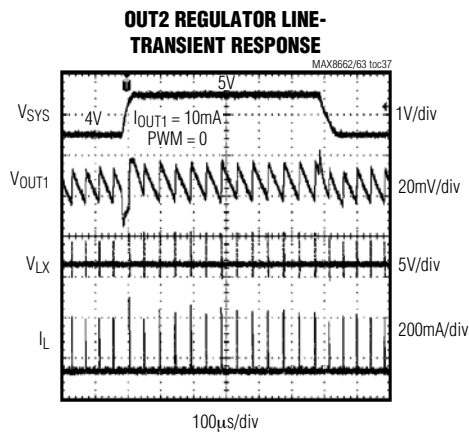 OUT2 REGULATOR LINE-
TRANSIENT RESPONSE
MAX8662/63 toc37
5V
VSYS
4V
IOUT1 = 10mA
PWM = 0
1V/div
VOUT1
20mV/div
VLX
5V/div
IL
200mA/div
100µs/div